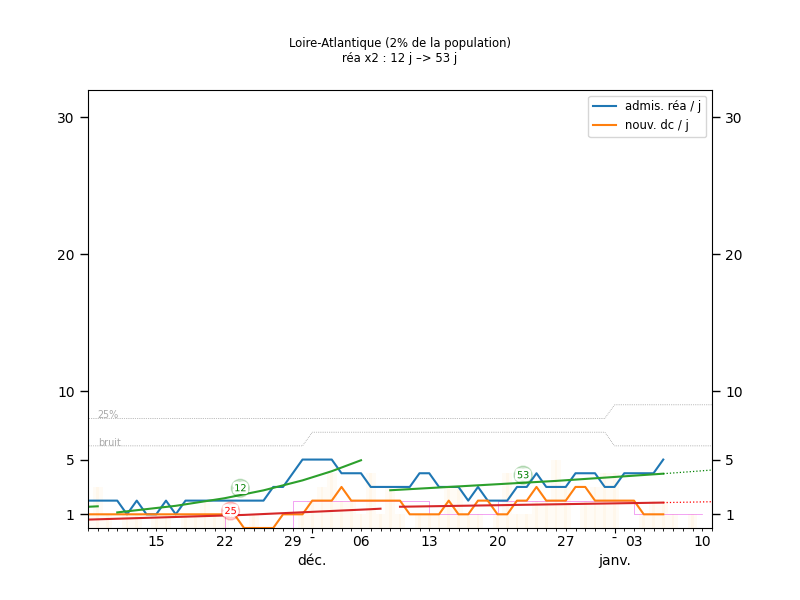 Loire-Atlantique (2% de la population)
réa x2 : 12 j –> 53 j
admis. réa / j
nouv. dc / j
30 30
20 20
10 10
25%
bruit
5 5
12
53
25
1 1
15 22 29 - 06 13 20 27 - 03 10
déc. janv.